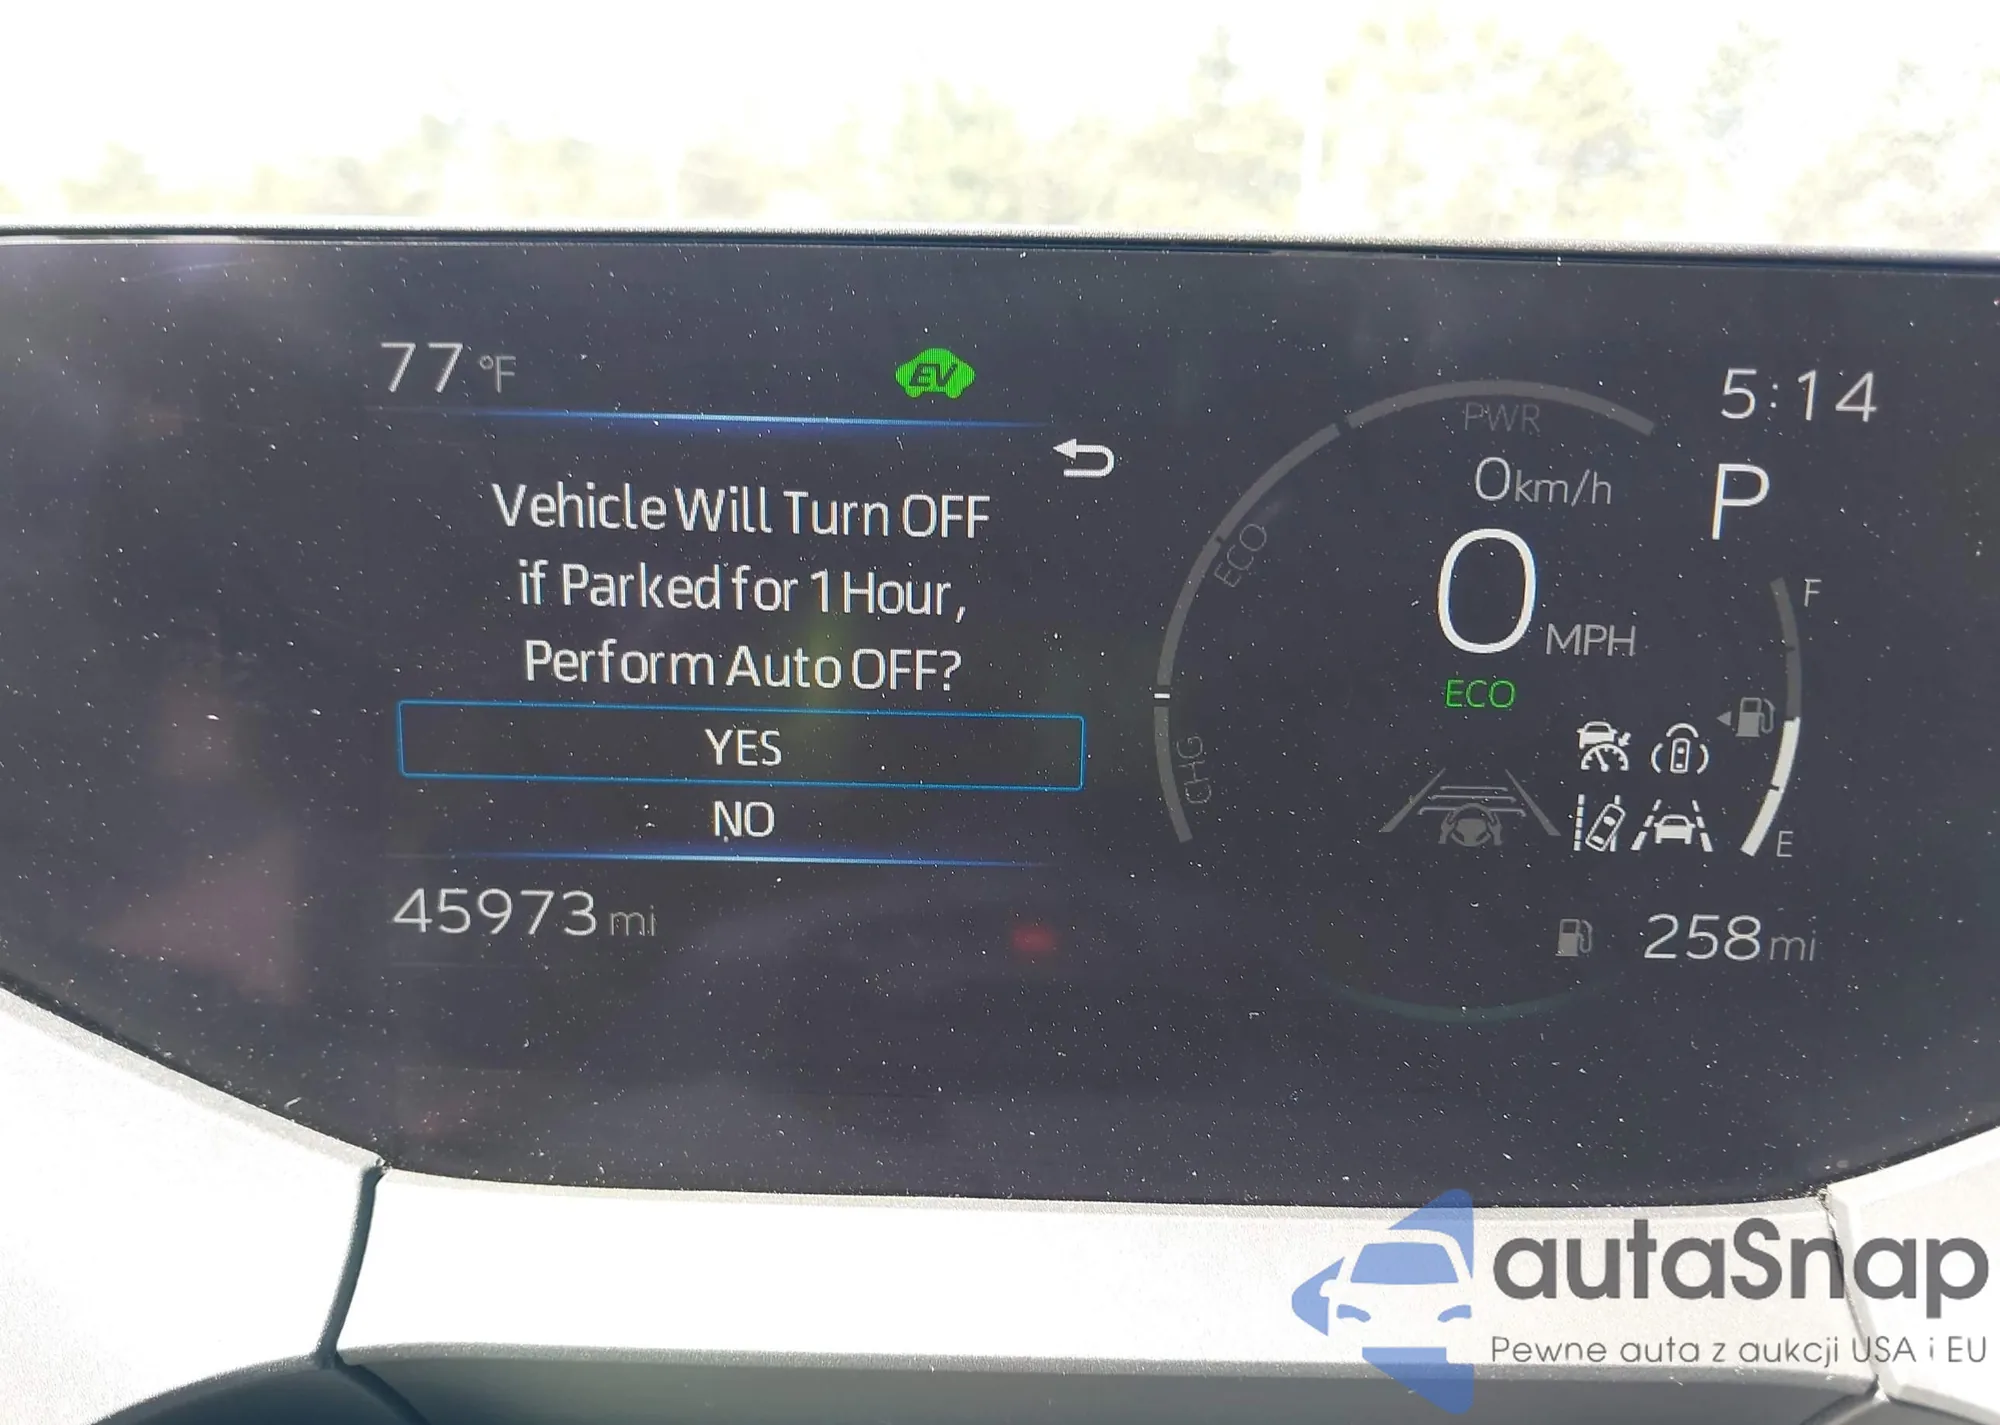 77 °F
EV
Vehicle Will Turn OFF
if Parked for 1 Hour,
Perform Auto OFF?
YES
NO
45973 mi
PWR
ECO
CHG
0 km/h
0 MPH
ECO
5:14
P
F
E
258 mi
autaSnap
Pewne auta z aukcji USA i EU